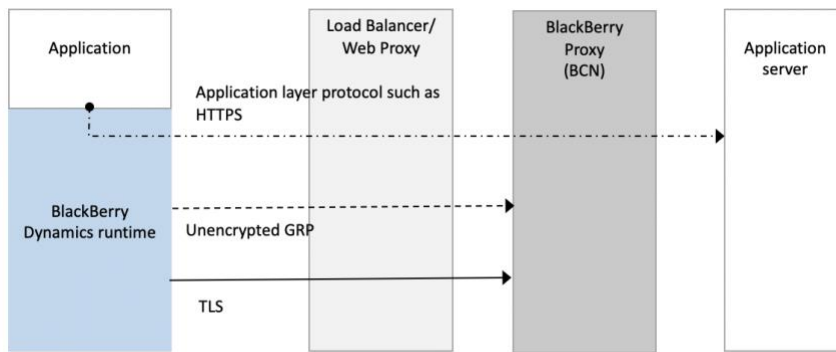 Application
Load Balancer/
Web Proxy
BlackBerry
Proxy
(BCN)
Application
server
Application layer protocol such as
HTTPS
BlackBerry
Dynamics runtime
Unencrypted GRP
TLS